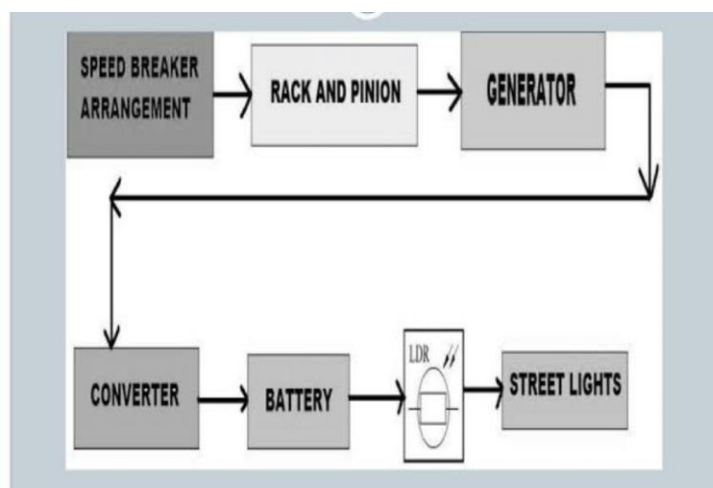 SPEED BREAKER
ARRANGEMENT
RACK AND PINION
GENERATOR
CONVERTER
BATTERY
LDR
STREET LIGHTS